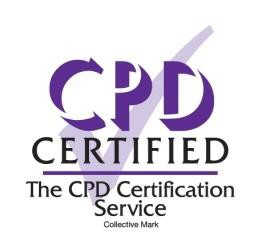 CPD
CERTIFIED
The CPD Certification
Service
Collective Mark